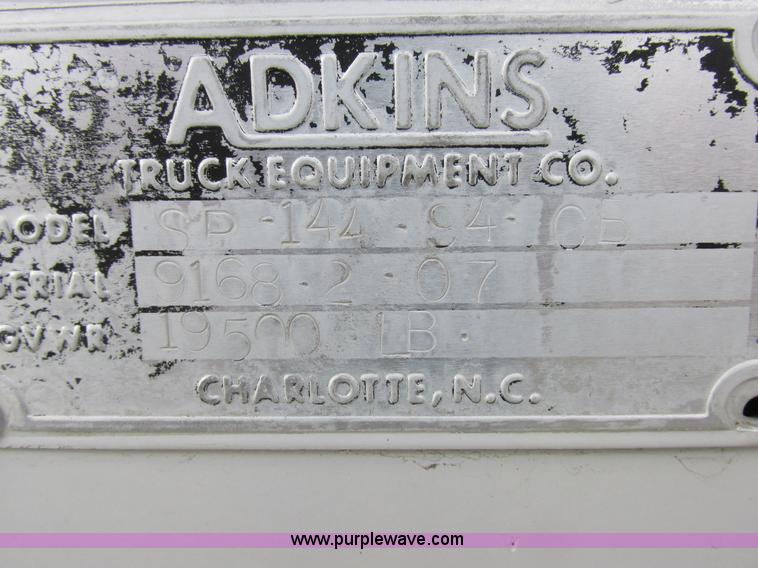 ADKINS
TRUCK EQUIPMENT CO.
MODEL SP·144·94·
SERIAL 9168·2·07
GVWR 19500 LB.
CHARLOTTE, N.C.
www.purplewave.com